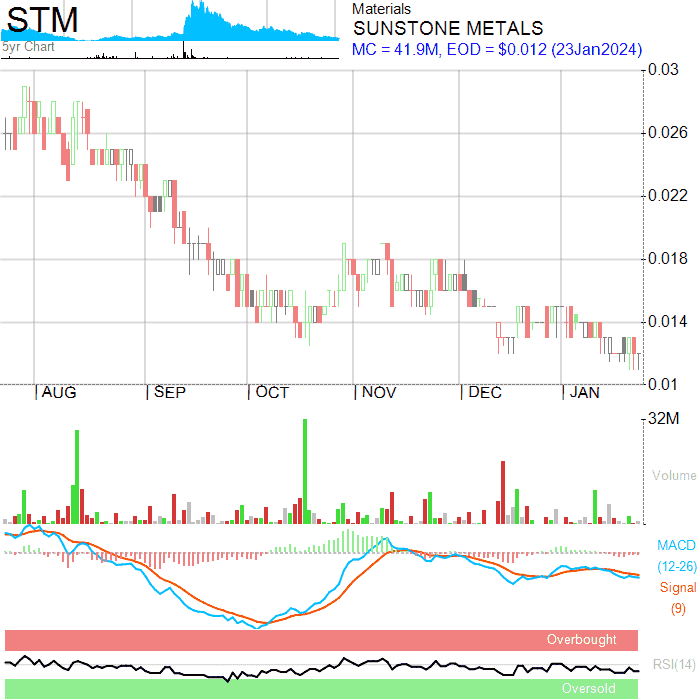 STM
5yr Chart
Materials
SUNSTONE METALS
MC = 41.9M, EOD = $0.012 (23Jan2024)
0.03
0.026
0.022
0.018
0.014
0.01
AUG SEP OCT NOV DEC JAN
32M
Volume
MACD
(12-26)
Signal
(9)
Overbought
RSI(14)
Oversold